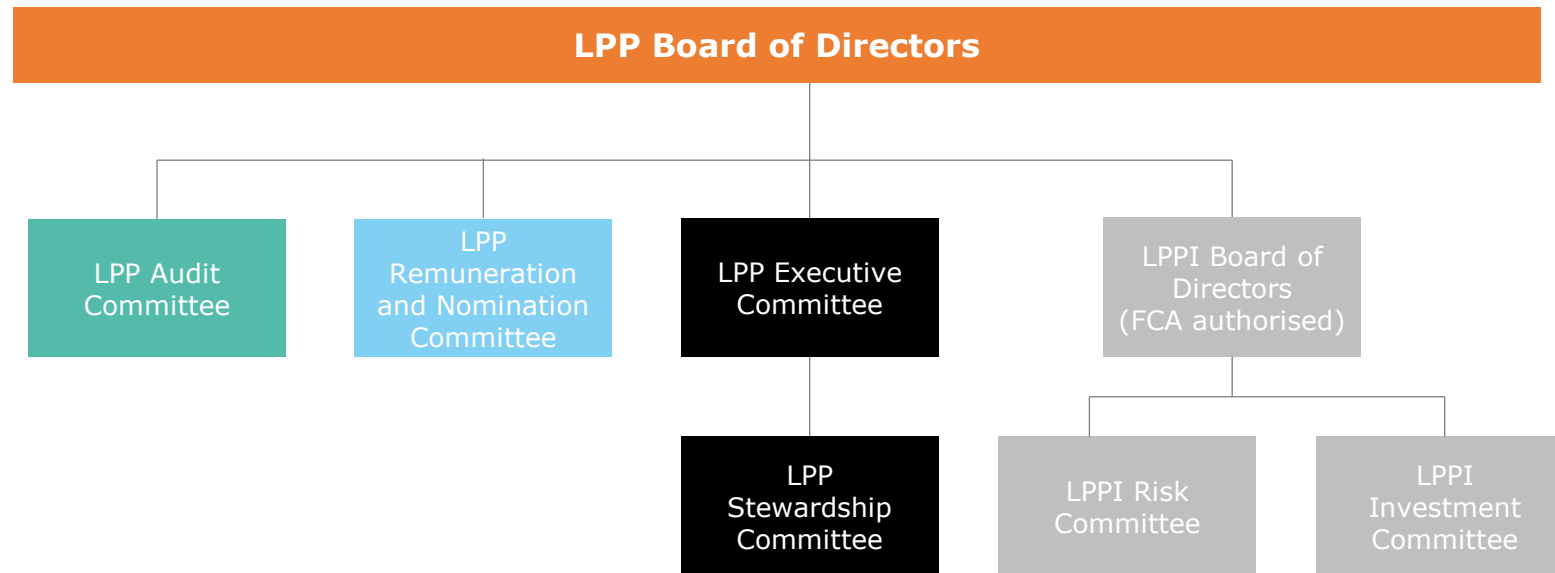 LPP Board of Directors
LPP Audit
Committee
LPP
Remuneration
and Nomination
Committee
LPP Executive
Committee
LPPI Board of
Directors
(FCA authorised)
LPP
Stewardship
Committee
LPPI Risk
Committee
LPPI
Investment
Committee